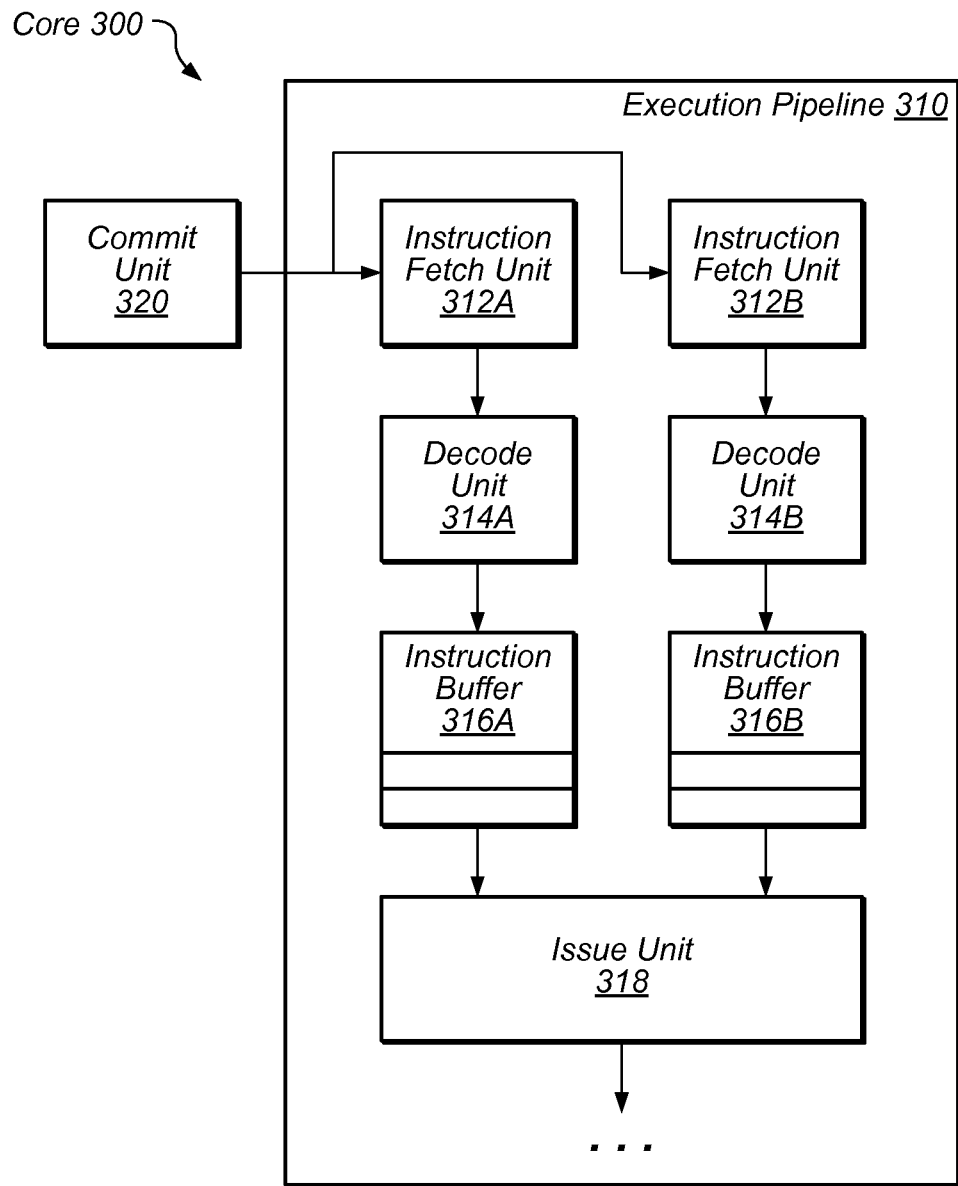 Core 300
Execution Pipeline 310
Commit
Unit
320
Instruction
Fetch Unit
312A
Instruction
Fetch Unit
312B
Decode
Unit
314A
Decode
Unit
314B
Instruction
Buffer
316A
Instruction
Buffer
316B
Issue Unit
318
. . .